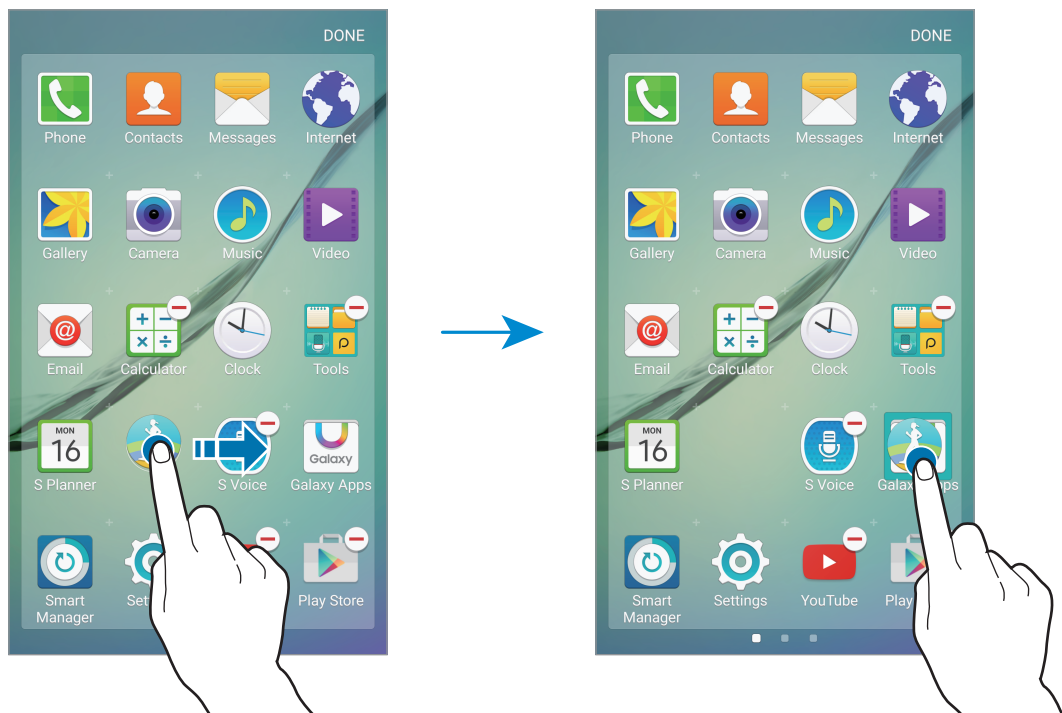 DONE
Phone Contacts Messages Internet
Gallery Camera Music Video
@
+ − × ÷
Email Calculator Clock Tools
MON
16
Galaxy
S Planner S Voice Galaxy Apps
Smart Manager Set Play Store
DONE
Phone Contacts Messages Internet
Gallery Camera Music Video
@
+ − × ÷
Email Calculator Clock Tools
MON
16
S Planner S Voice
Smart Manager Settings YouTube Play